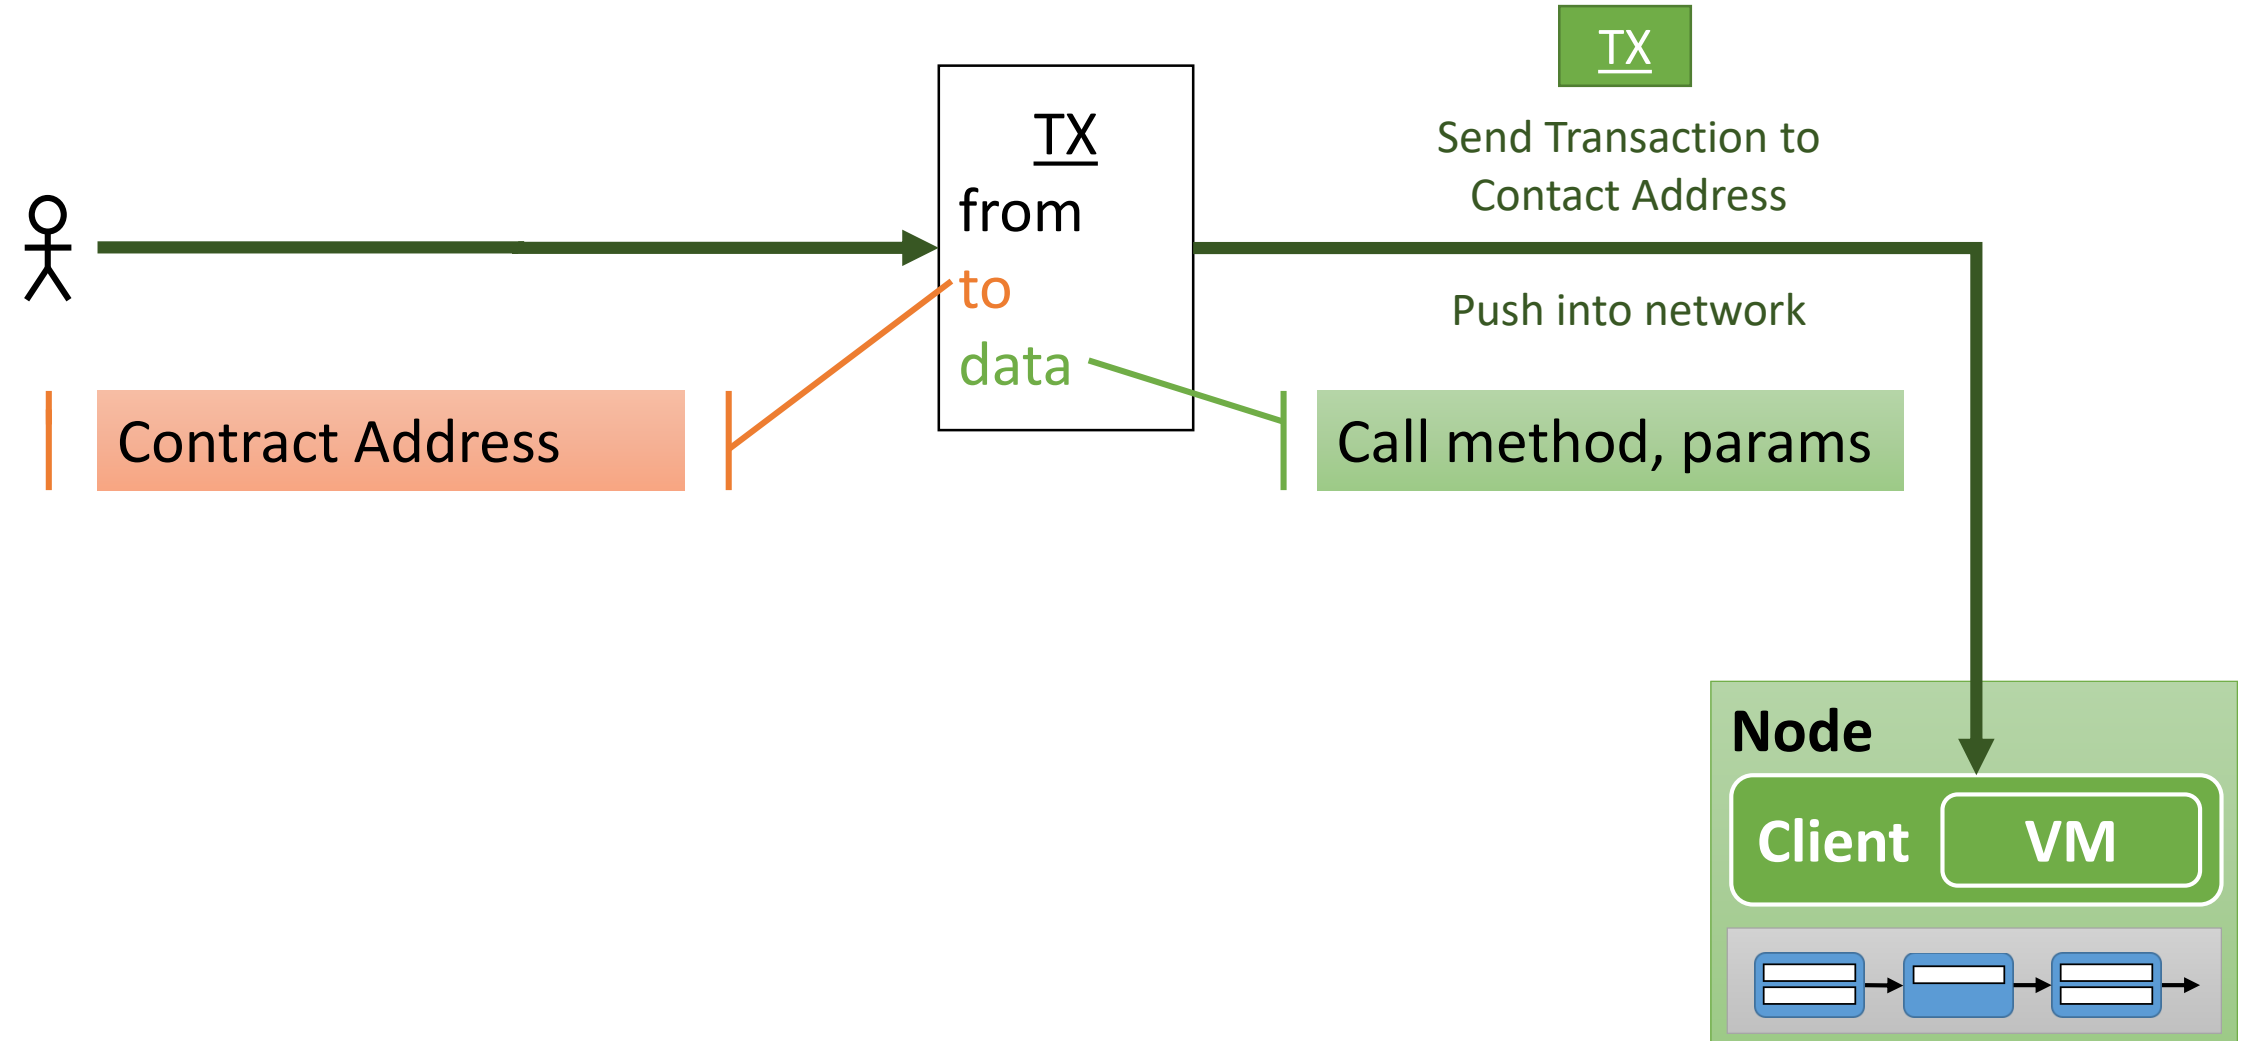 TX
Send Transaction to
Contact Address
Push into network
TX
from
to
data
Contract Address
Call method, params
Node
Client
VM